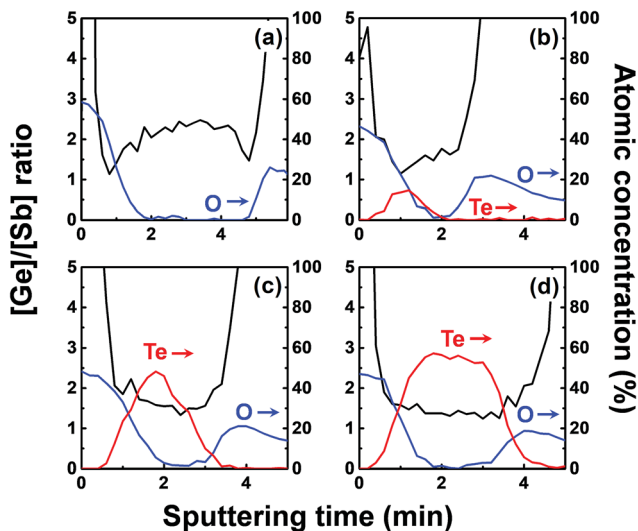 5 100 5 100
(a) (b)
4 80 4 80
3 60 3 60
2 40 2 40
1 O → 20 1 O → 20
Te →
0 0 0 0
0 2 4 0 2 4
5 100 5 100
(c) (d)
4 80 4 80
3 60 3 60
Te → Te →
2 40 2 40
O → O →
1 20 1 20
0 0 0 0
0 2 4 0 2 4
[Ge]/[Sb] ratio
Atomic concentration (%)
Sputtering time (min)